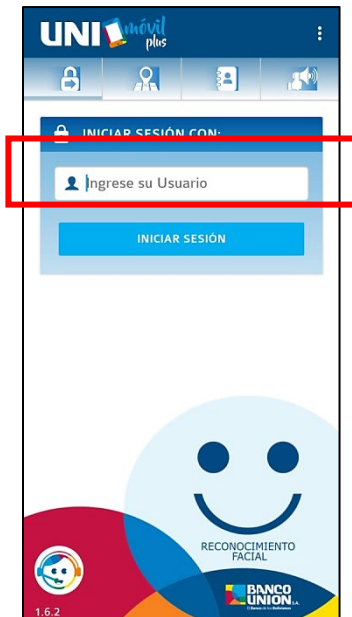 UNI móvil
plus
INICIAR SESIÓN CON:
Ingrese su Usuario
INICIAR SESIÓN
RECONOCIMIENTO
FACIAL
BANCO
UNION S.A.
1.6.2